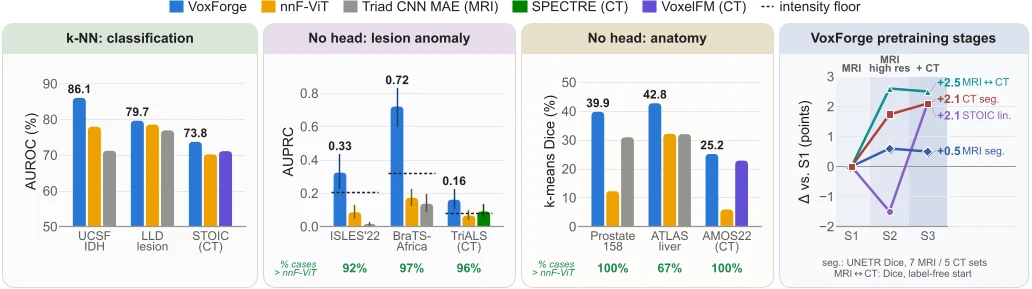 VoxForge nnF-ViT Triad CNN MAE (MRI) SPECTRE (CT) VoxelFM (CT) intensity floor
k-NN: classification
AUROC (%)
90
80
70
60
50
86.1
79.7
73.8
UCSF
IDH
LLD
lesion
STOIC
(CT)
No head: lesion anomaly
AUPRC
0.8
0.6
0.4
0.2
0.0
0.33
0.72
0.16
ISLES'22
BraTS-
Africa
TriALS
(CT)
% cases
> nnF-ViT
92%
97%
96%
No head: anatomy
k-means Dice (%)
50
40
30
20
10
0
39.9
42.8
25.2
Prostate
158
ATLAS
liver
AMOS22
(CT)
% cases
> nnF-ViT
100%
67%
100%
VoxForge pretraining stages
MRI
MRI
high res
+ CT
Δ vs. S1 (points)
3
2
1
0
−1
−2
+2.5 MRI ↔ CT
+2.1 CT seg.
+2.1 STOIC lin.
+0.5 MRI seg.
S1
S2
S3
seg.: UNETR Dice, 7 MRI / 5 CT sets
MRI ↔ CT: Dice, label-free start